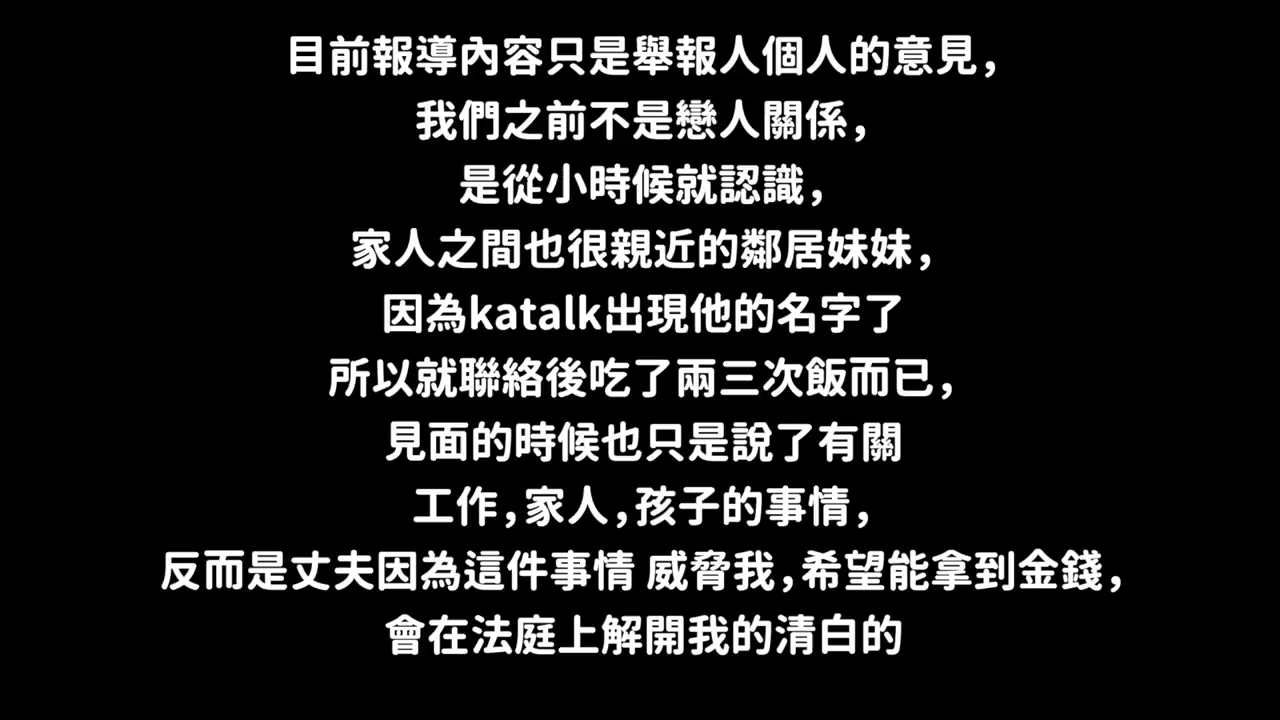 目前報導內容只是舉報人個人的意見，
我們之前不是戀人關係，
是從小時候就認識，
家人之間也很親近的鄰居妹妹，
因為katalk出現他的名字了
所以就聯絡後吃了兩三次飯而已，
見面的時候也只是說了有關
工作，家人，孩子的事情，
反而是丈夫因為這件事情 威脅我，希望能拿到金錢，
會在法庭上解開我的清白的